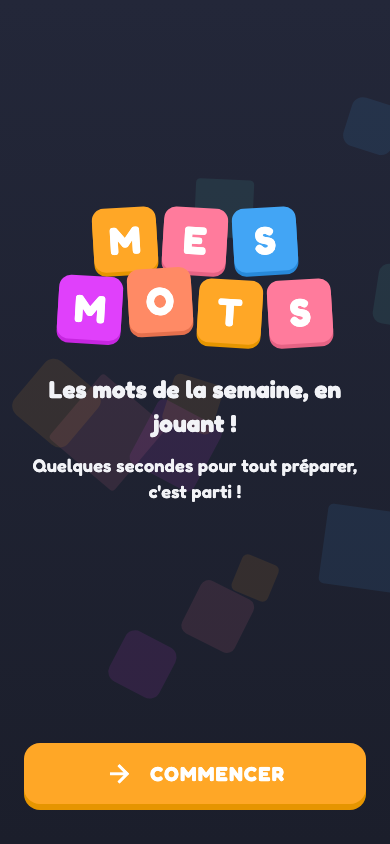 MES
MOTS
Les mots de la semaine, en
jouant !
Quelques secondes pour tout préparer,
c'est parti !
COMMENCER